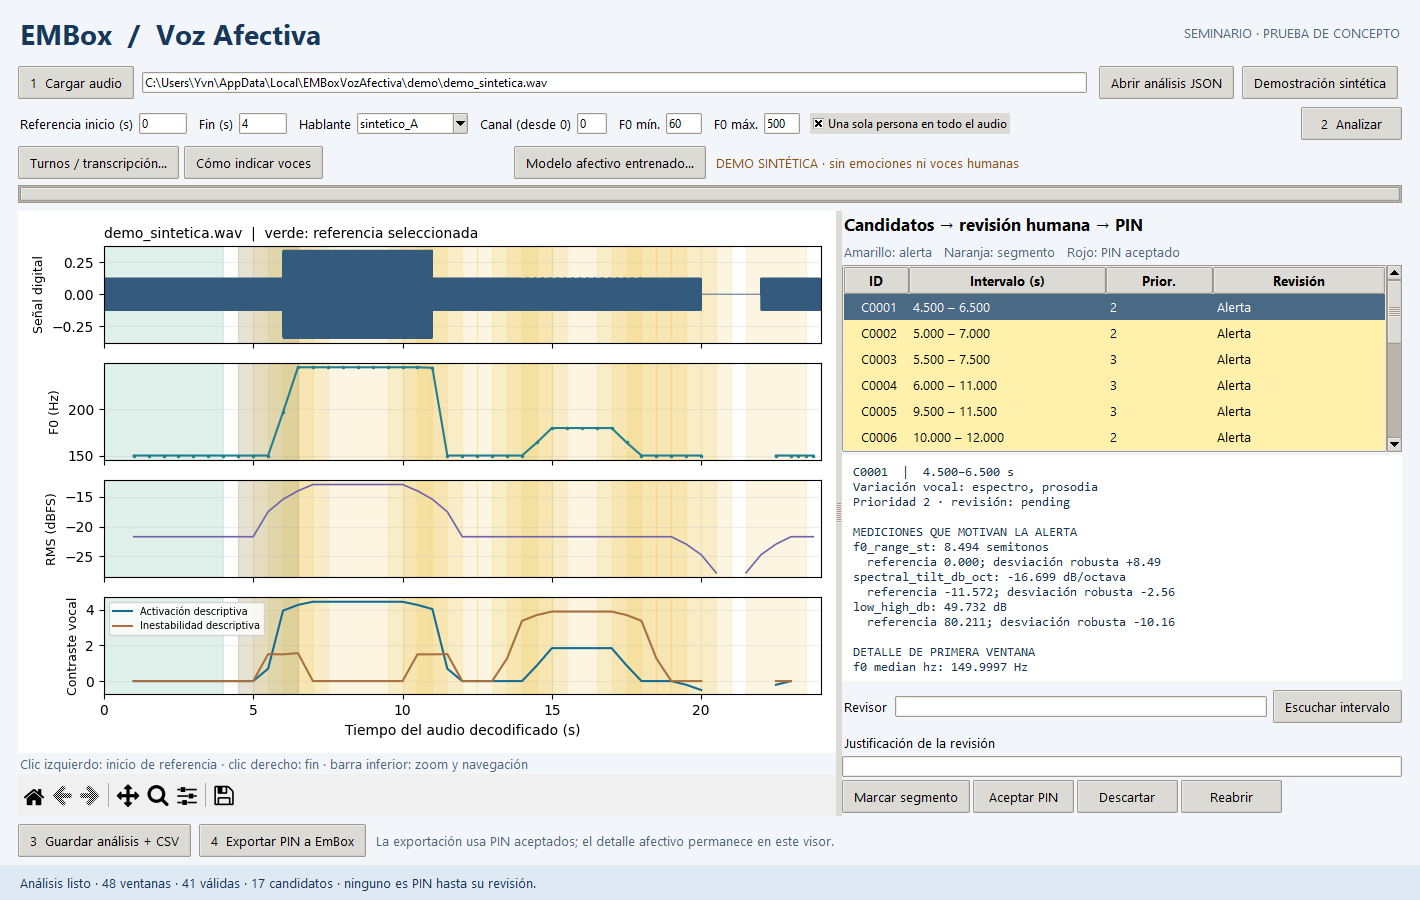 EMBox / Voz Afectiva
SEMINARIO · PRUEBA DE CONCEPTO
1 Cargar audio
C:\Users\Yvn\AppData\Local\EMBoxVozAfectiva\demo\demo_sintetica.wav
Abrir análisis JSON
Demostración sintética
Referencia inicio (s) 0 Fin (s) 4 Hablante sintetico_A Canal (desde 0) 0 F0 mín. 60 F0 máx. 500 Una sola persona en todo el audio
2 Analizar
Turnos / transcripción...
Cómo indicar voces
Modelo afectivo entrenado...
DEMO SINTÉTICA · sin emociones ni voces humanas
demo_sintetica.wav | verde: referencia seleccionada
Señal digital
0.25
0.00
−0.25
F0 (Hz)
200
150
RMS (dBFS)
−15
−20
−25
Contraste vocal
4
2
0
Activación descriptiva
Inestabilidad descriptiva
0 5 10 15 20
Tiempo del audio decodificado (s)
Clic izquierdo: inicio de referencia · clic derecho: fin · barra inferior: zoom y navegación
Candidatos → revisión humana → PIN
Amarillo: alerta Naranja: segmento Rojo: PIN aceptado
ID Intervalo (s) Prior. Revisión
C0001 4.500 – 6.500 2 Alerta
C0002 5.000 – 7.000 2 Alerta
C0003 5.500 – 7.500 3 Alerta
C0004 6.000 – 11.000 3 Alerta
C0005 9.500 – 11.500 3 Alerta
C0006 10.000 – 12.000 2 Alerta
C0001 | 4.500–6.500 s
Variación vocal: espectro, prosodia
Prioridad 2 · revisión: pending
MEDICIONES QUE MOTIVAN LA ALERTA
f0_range_st: 8.494 semitonos
referencia 0.000; desviación robusta +8.49
spectral_tilt_db_oct: -16.699 dB/octava
referencia -11.572; desviación robusta -2.56
low_high_db: 49.732 dB
referencia 80.211; desviación robusta -10.16
DETALLE DE PRIMERA VENTANA
f0 median hz: 149.9997 Hz
Revisor
Escuchar intervalo
Justificación de la revisión
Marcar segmento
Aceptar PIN
Descartar
Reabrir
3 Guardar análisis + CSV
4 Exportar PIN a EmBox
La exportación usa PIN aceptados; el detalle afectivo permanece en este visor.
Análisis listo · 48 ventanas · 41 válidas · 17 candidatos · ninguno es PIN hasta su revisión.